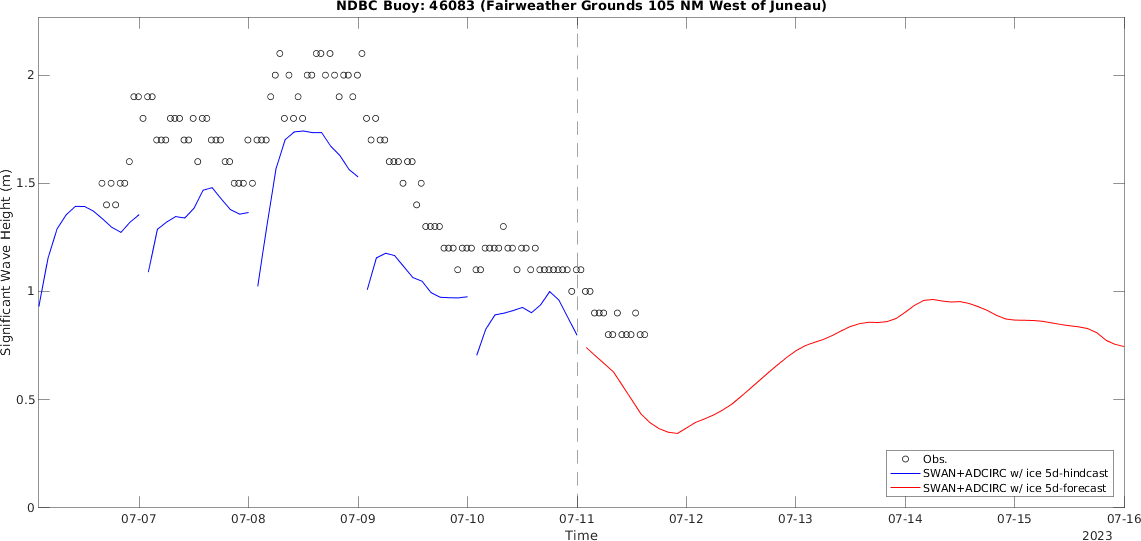 NDBC Buoy: 46083 (Fairweather Grounds 105 NM West of Juneau)
Significant Wave Height (m)
2
1.5
1
0.5
0
Obs.
SWAN+ADCIRC w/ ice 5d-hindcast
SWAN+ADCIRC w/ ice 5d-forecast
07-07 07-08 07-09 07-10 07-11 07-12 07-13 07-14 07-15 07-16
Time
2023